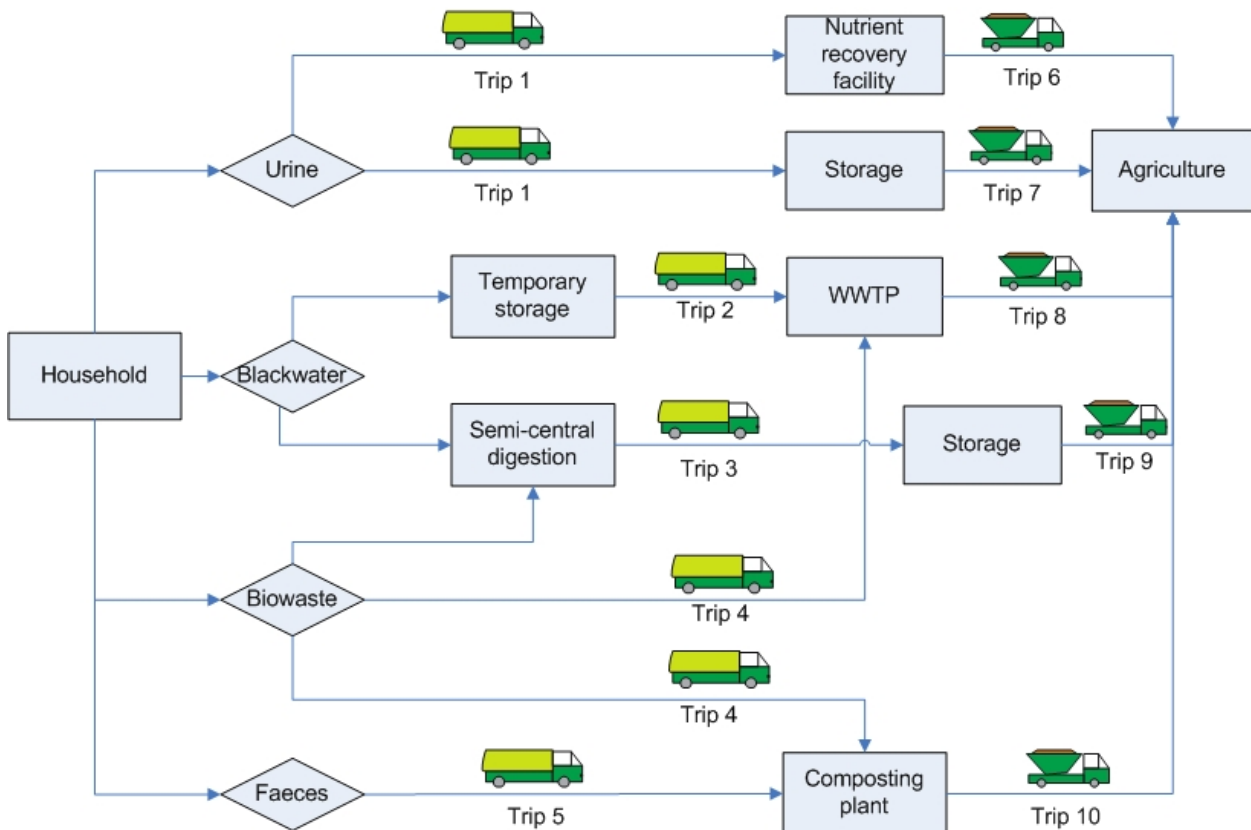 Trip 1
Nutrient
recovery
facility
Trip 6
Urine
Trip 1
Storage
Trip 7
Agriculture
Temporary
storage
Trip 2
WWTP
Trip 8
Household
Blackwater
Semi-central
digestion
Trip 3
Storage
Trip 9
Biowaste
Trip 4
Trip 4
Faeces
Trip 5
Composting
plant
Trip 10